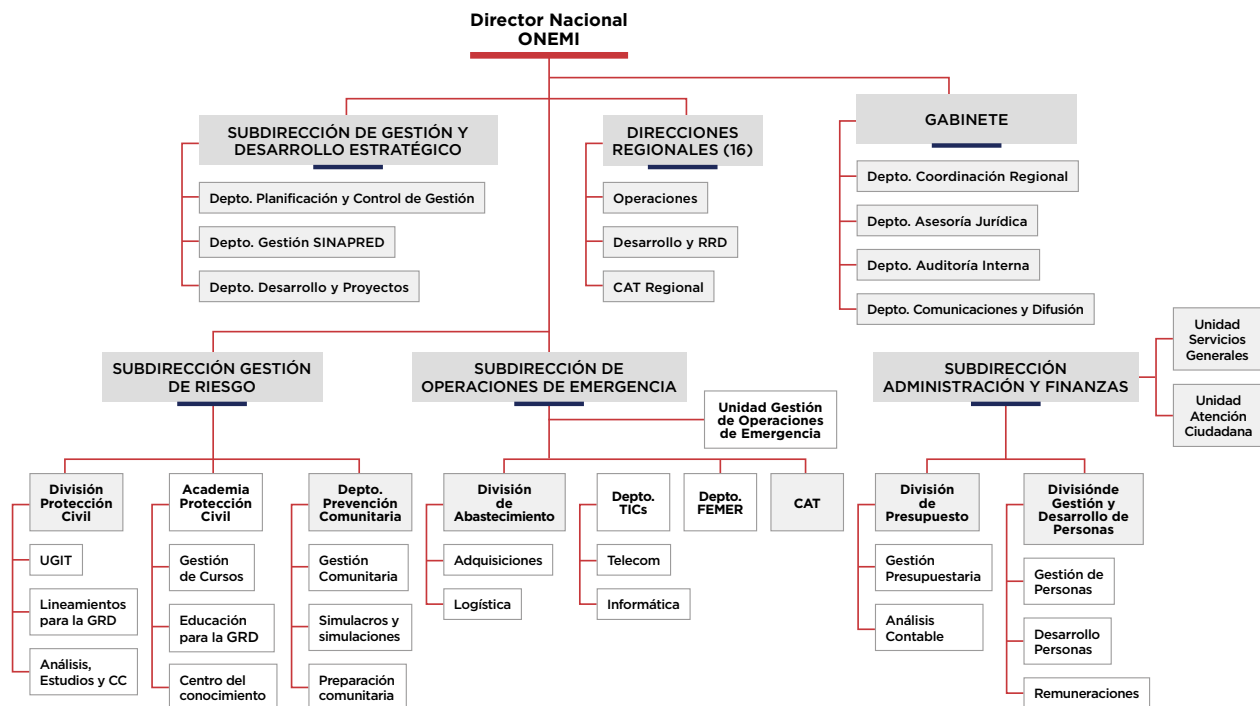 Director Nacional
ONEMI
SUBDIRECCIÓN DE GESTIÓN Y
DESARROLLO ESTRATÉGICO
Depto. Planificación y Control de Gestión
Depto. Gestión SINAPRED
Depto. Desarrollo y Proyectos
DIRECCIONES
REGIONALES (16)
Operaciones
Desarrollo y RRD
CAT Regional
GABINETE
Depto. Coordinación Regional
Depto. Asesoría Jurídica
Depto. Auditoría Interna
Depto. Comunicaciones y Difusión
SUBDIRECCIÓN GESTIÓN
DE RIESGO
División
Protección
Civil
UGIT
Lineamientos
para la GRD
Análisis,
Estudios y CC
Academia
Protección
Civil
Gestión
de Cursos
Educación
para la GRD
Centro del
conocimiento
Depto.
Prevención
Comunitaria
Gestión
Comunitaria
Simulacros y
simulaciones
Preparación
comunitaria
SUBDIRECCIÓN DE
OPERACIONES DE EMERGENCIA
Unidad Gestión
de Operaciones
de Emergencia
División
de
Abastecimiento
Adquisiciones
Logística
Depto.
TICs
Telecom
Informática
Depto.
FEMER
CAT
SUBDIRECCIÓN
ADMINISTRACIÓN Y FINANZAS
Unidad
Servicios
Generales
Unidad
Atención
Ciudadana
División
de
Presupuesto
Gestión
Presupuestaria
Análisis
Contable
Divisiónde
Gestión y
Desarrollo de
Personas
Gestión de
Personas
Desarrollo
Personas
Remuneraciones